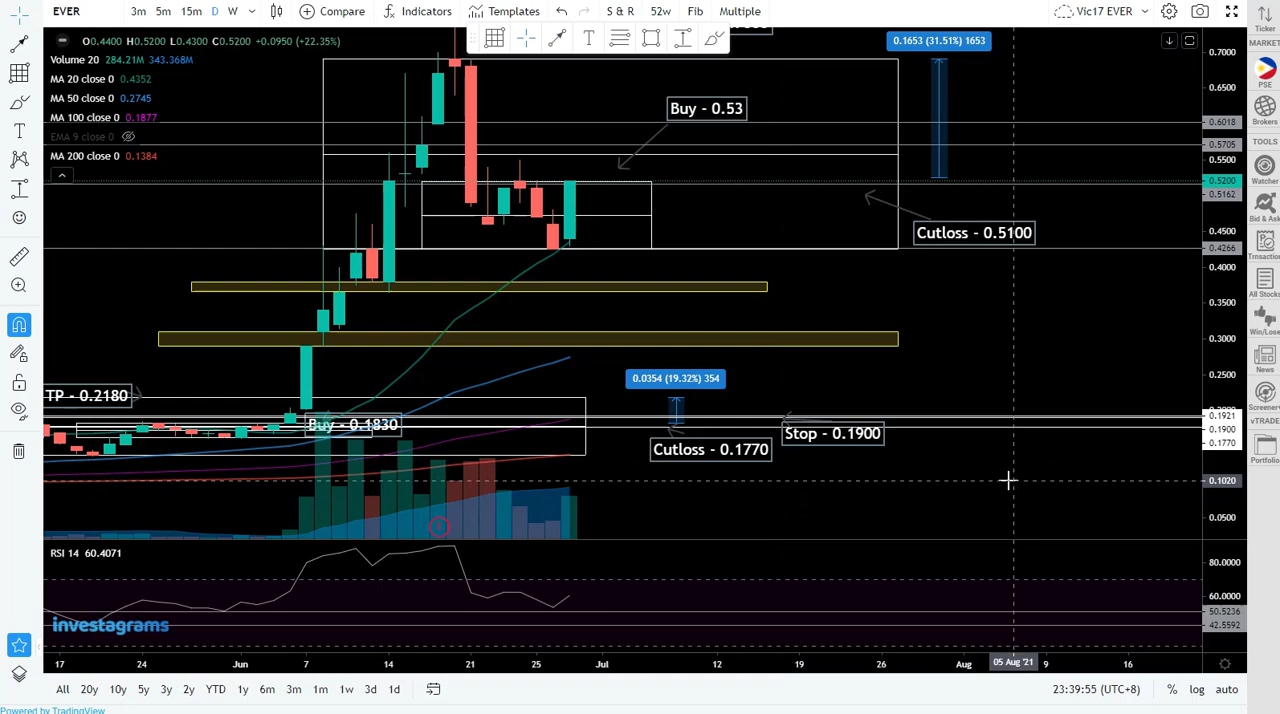 EVER
3m 5m 15m D W
Compare
Indicators
Templates
S & R 52w Fib Multiple
Vic17 EVER
O0.4400 H0.5200 L0.4300 C0.5200 +0.0950 (+22.35%)
Volume 20 284.21M 343.368M
MA 20 close 0 0.4352
MA 50 close 0 0.2745
MA 100 close 0 0.1877
EMA 9 close 0
MA 200 close 0 0.1384
0.1653 (31.51%) 1653
Buy - 0.53
Cutloss - 0.5100
0.0354 (19.32%) 354
TP - 0.2180
Buy - 0.1830
Cutloss - 0.1770
Stop - 0.1900
0.7000
0.6500
0.6018
0.5705
0.5500
0.5200
0.5162
0.4500
0.4266
0.4000
0.3500
0.3000
0.2500
0.1921
0.1900
0.1770
0.1020
0.0500
RSI 14 60.4071
80.0000
60.0000
50.5236
42.5592
investagrams
17 24 Jun 7 14 21 25 Jul 12 19 26 Aug 05 Aug '21 9 16
All 20y 10y 5y 3y 2y YTD 1y 6m 3m 1m 1w 3d 1d
23:39:55 (UTC+8) % log auto
Powered by TradingView
Ticker
MARKET
PSE
Brokers
TOOLS
Watcher
Bid & Ask
Trnsaction
All Stocks
Win/Lose
News
Screener
vTRADE
Portfolio